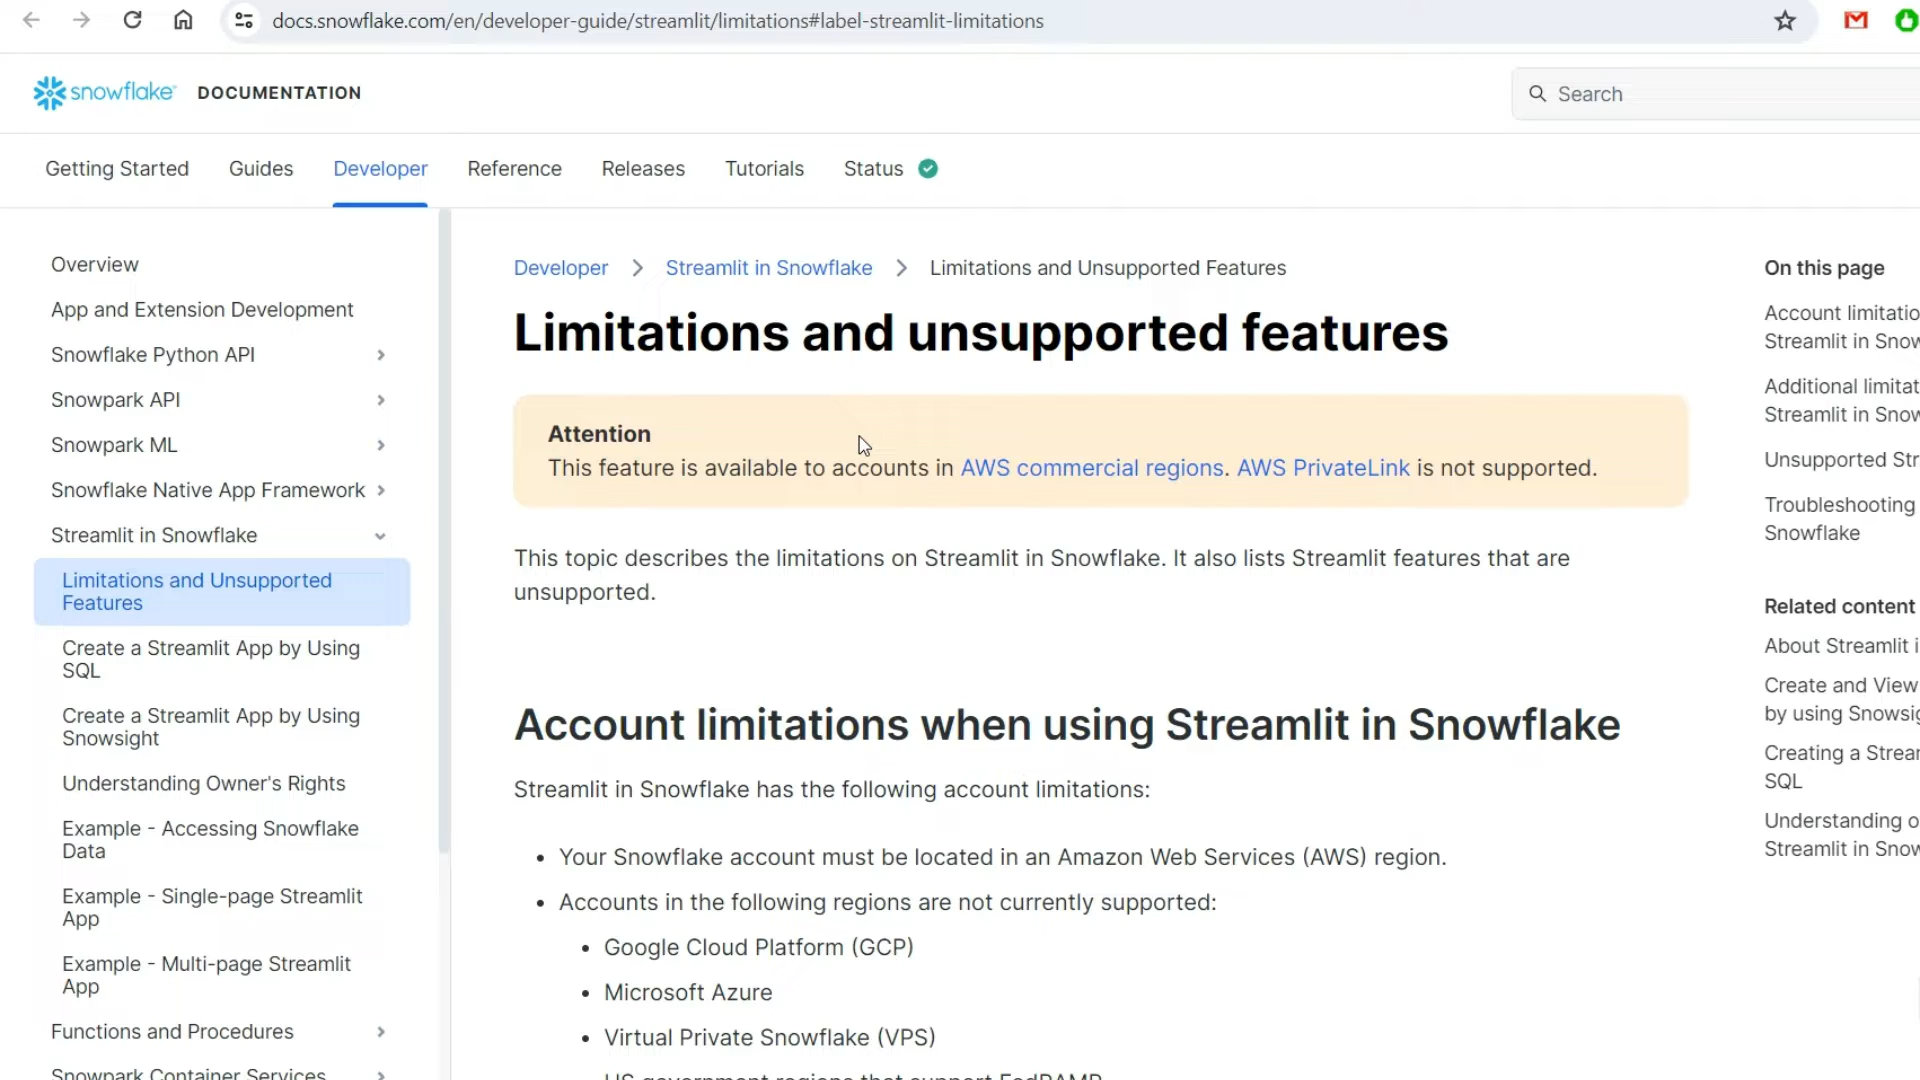 docs.snowflake.com/en/developer-guide/streamlit/limitations#label-streamlit-limitations
snowflake DOCUMENTATION
Search
Getting Started Guides Developer Reference Releases Tutorials Status
Overview
App and Extension Development
Snowflake Python API
Snowpark API
Snowpark ML
Snowflake Native App Framework
Streamlit in Snowflake
Limitations and Unsupported
Features
Create a Streamlit App by Using
SQL
Create a Streamlit App by Using
Snowsight
Understanding Owner's Rights
Example - Accessing Snowflake
Data
Example - Single-page Streamlit
App
Example - Multi-page Streamlit
App
Functions and Procedures
Snowpark Container Services
Developer > Streamlit in Snowflake > Limitations and Unsupported Features
Limitations and unsupported features
Attention
This feature is available to accounts in AWS commercial regions. AWS PrivateLink is not supported.
This topic describes the limitations on Streamlit in Snowflake. It also lists Streamlit features that are
unsupported.
Account limitations when using Streamlit in Snowflake
Streamlit in Snowflake has the following account limitations:
• Your Snowflake account must be located in an Amazon Web Services (AWS) region.
• Accounts in the following regions are not currently supported:
• Google Cloud Platform (GCP)
• Microsoft Azure
• Virtual Private Snowflake (VPS)
US government regions that support FedRAMP
On this page
Account limitatio
Streamlit in Snow
Additional limitat
Streamlit in Snow
Unsupported Str
Troubleshooting
Snowflake
Related content
About Streamlit i
Create and View
by using Snowsig
Creating a Strear
SQL
Understanding o
Streamlit in Snow